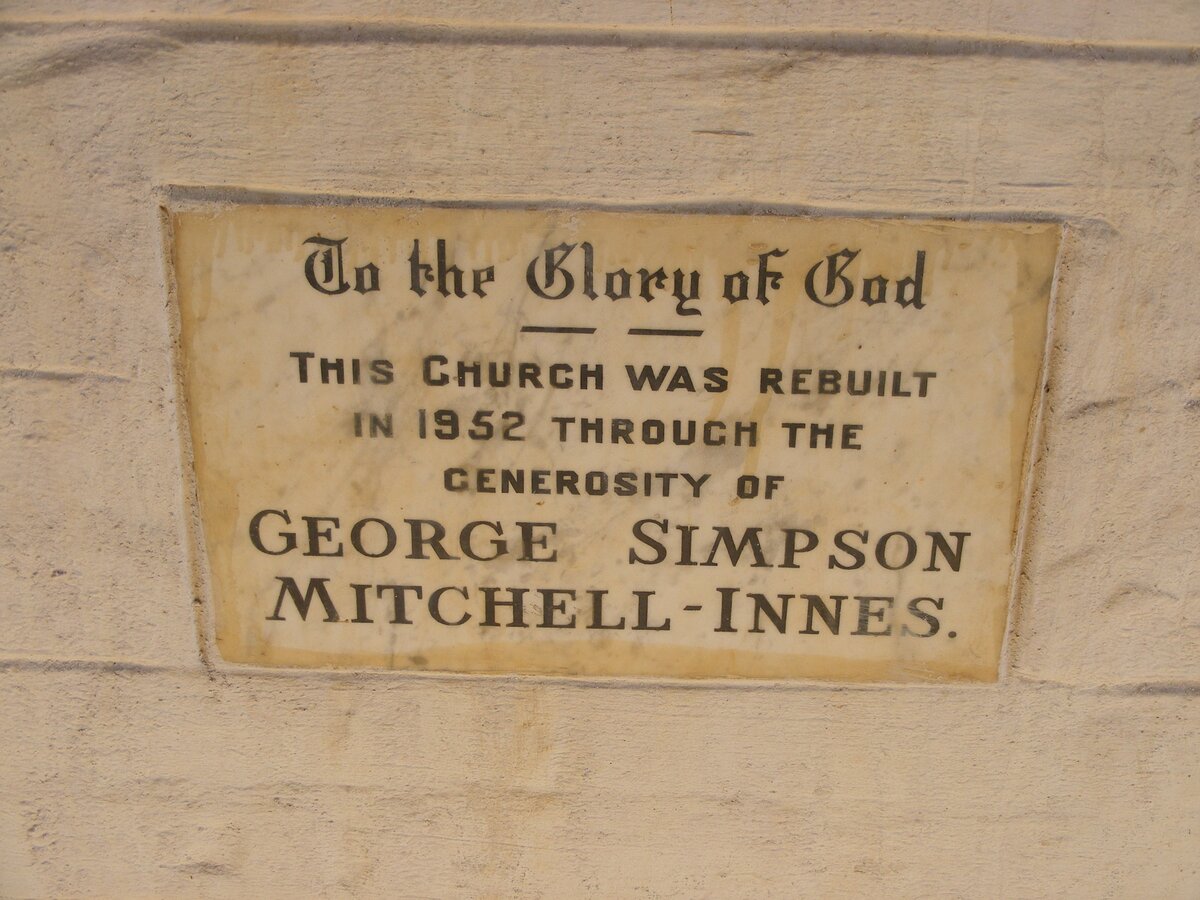 To the Glory of God
THIS CHURCH WAS REBUILT
IN 1952 THROUGH THE
GENEROSITY OF
GEORGE SIMPSON
MITCHELL-INNES.